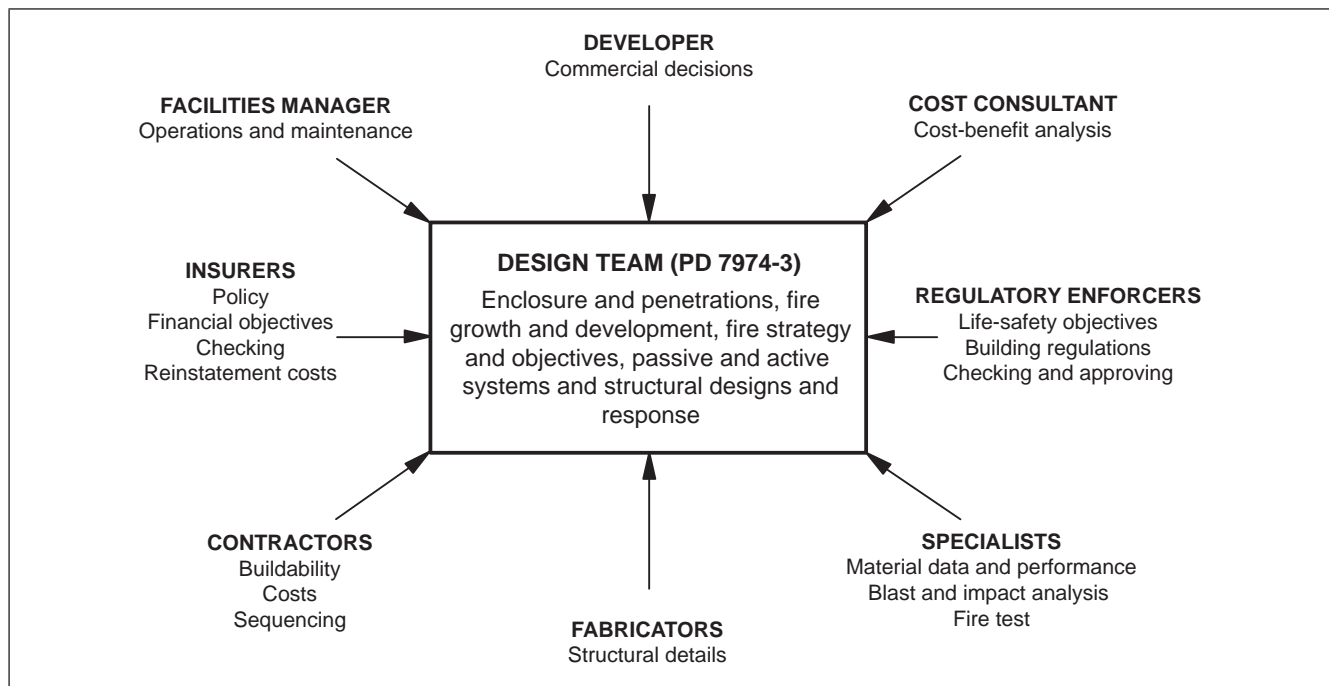 DEVELOPER
Commercial decisions
FACILITIES MANAGER
Operations and maintenance
COST CONSULTANT
Cost-benefit analysis
DESIGN TEAM (PD 7974-3)
Enclosure and penetrations, fire
growth and development, fire strategy
and objectives, passive and active
systems and structural designs and
response
INSURERS
Policy
Financial objectives
Checking
Reinstatement costs
REGULATORY ENFORCERS
Life-safety objectives
Building regulations
Checking and approving
CONTRACTORS
Buildability
Costs
Sequencing
FABRICATORS
Structural details
SPECIALISTS
Material data and performance
Blast and impact analysis
Fire test